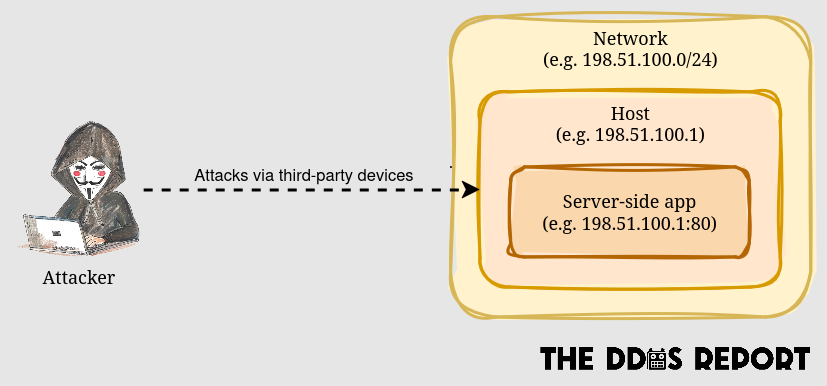 Network
(e.g. 198.51.100.0/24)
Host
(e.g. 198.51.100.1)
Attacks via third-party devices
Server-side app
(e.g. 198.51.100.1:80)
Attacker
THE DDOS REPORT